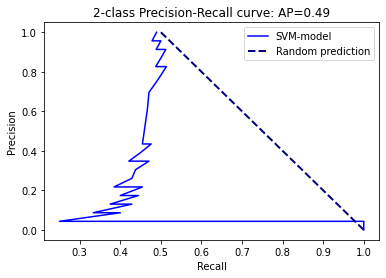 2-class Precision-Recall curve: AP=0.49
SVM-model
Random prediction
Precision
1.0
0.8
0.6
0.4
0.2
0.0
0.3 0.4 0.5 0.6 0.7 0.8 0.9 1.0
Recall